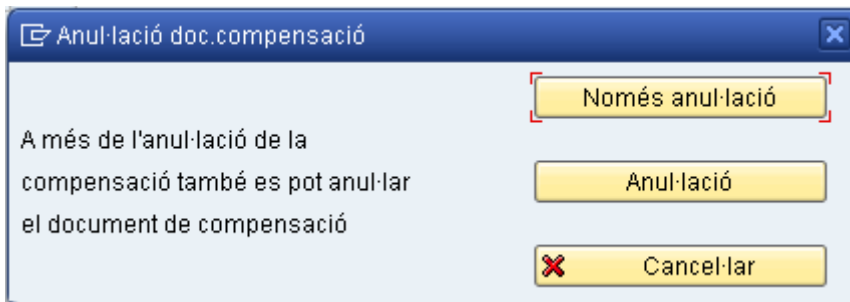 Anul·lació doc.compensació
Només anul·lació
A més de l'anul·lació de la
compensació també es pot anul·lar
el document de compensació
Anul·lació
Cancel·lar